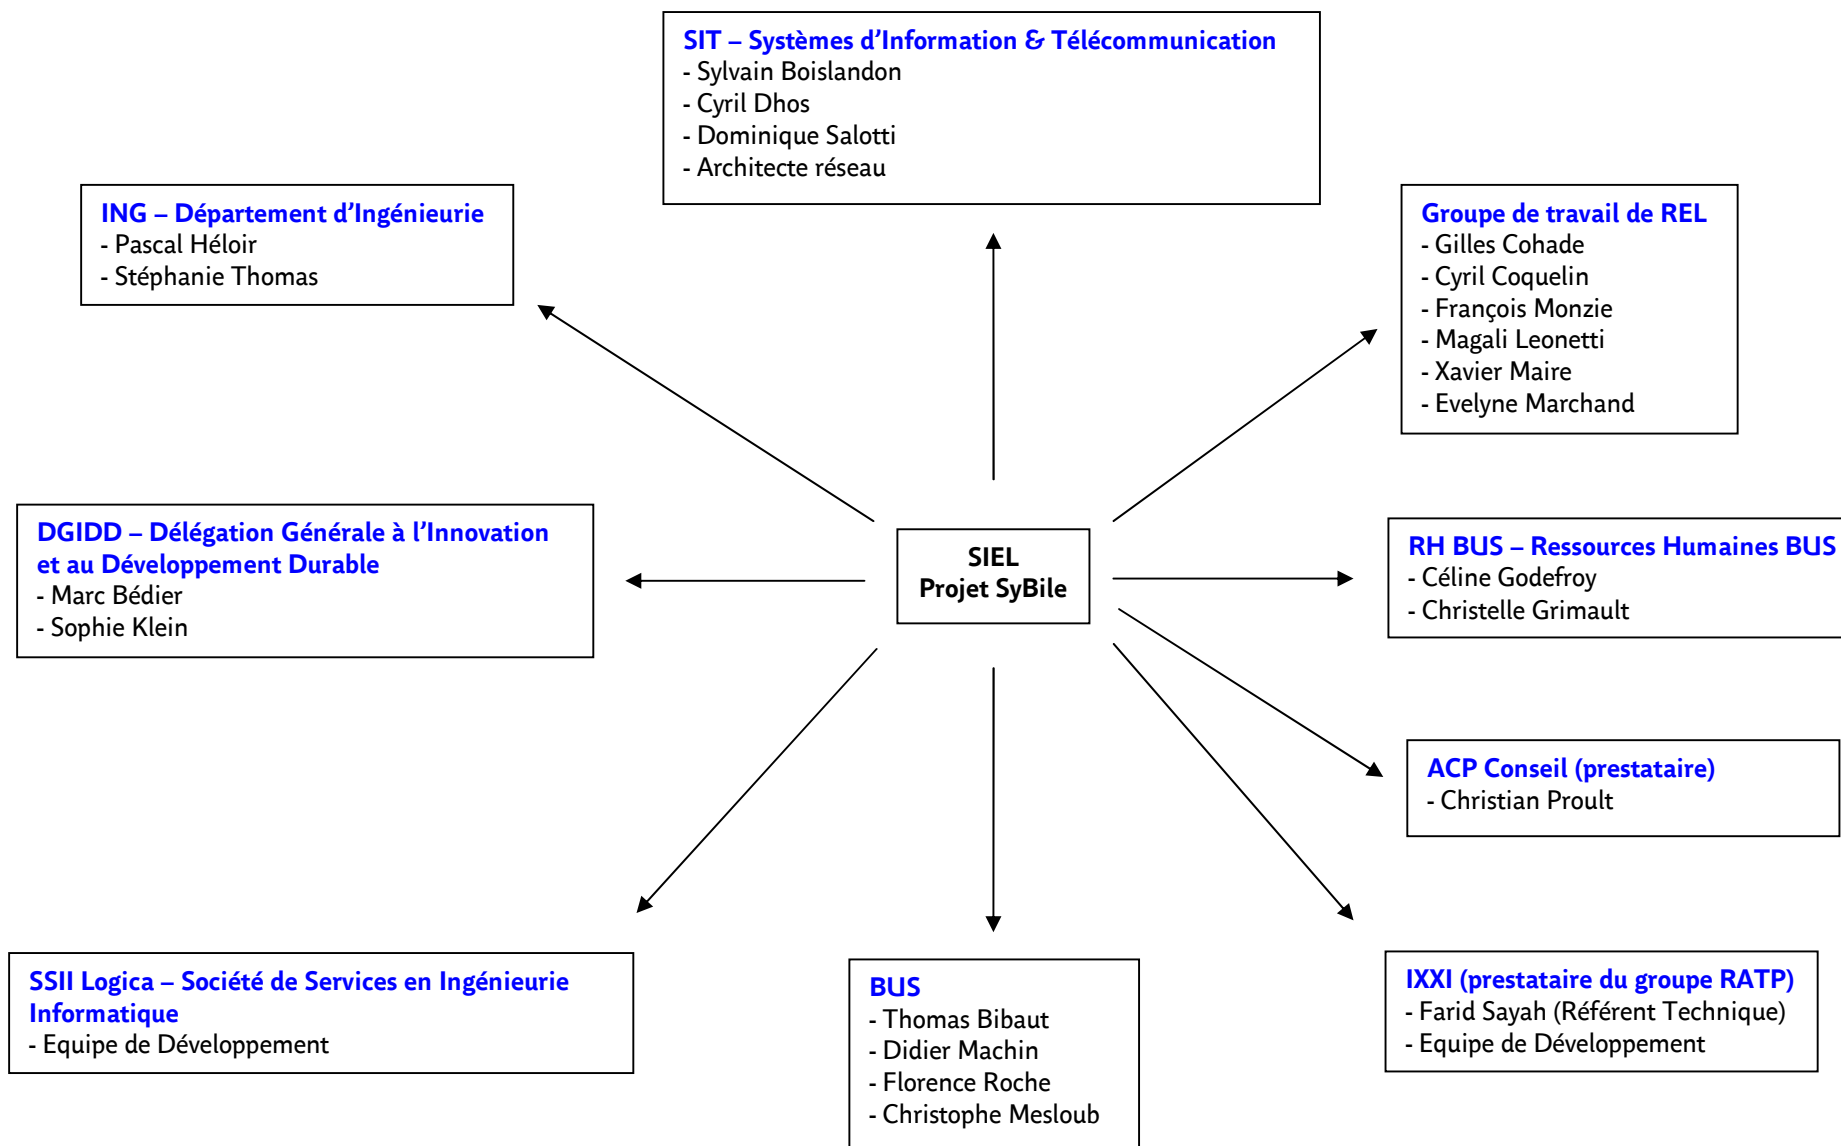 SIT – Systèmes d'Information & Télécommunication
- Sylvain Boislandon
- Cyril Dhos
- Dominique Salotti
- Architecte réseau
ING – Département d'Ingénieurie
- Pascal Héloir
- Stéphanie Thomas
Groupe de travail de REL
- Gilles Cohade
- Cyril Coquelin
- François Monzie
- Magali Leonetti
- Xavier Maire
- Evelyne Marchand
DGIDD – Délégation Générale à l'Innovation
et au Développement Durable
- Marc Bédier
- Sophie Klein
SIEL
Projet SyBile
RH BUS – Ressources Humaines BUS
- Céline Godefroy
- Christelle Grimault
ACP Conseil (prestataire)
- Christian Proult
SSII Logica – Société de Services en Ingénieurie
Informatique
- Equipe de Développement
BUS
- Thomas Bibaut
- Didier Machin
- Florence Roche
- Christophe Mesloub
IXXI (prestataire du groupe RATP)
- Farid Sayah (Référent Technique)
- Equipe de Développement